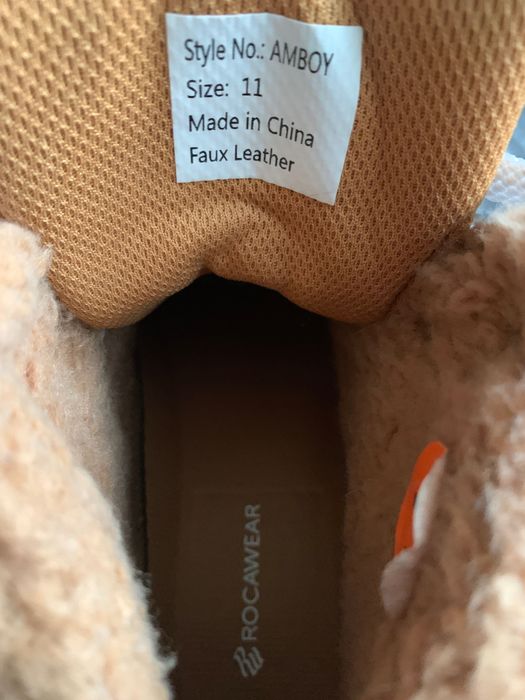 Style No.: AMBOY
Size: 11
Made in China
Faux Leather
ROCAWEAR